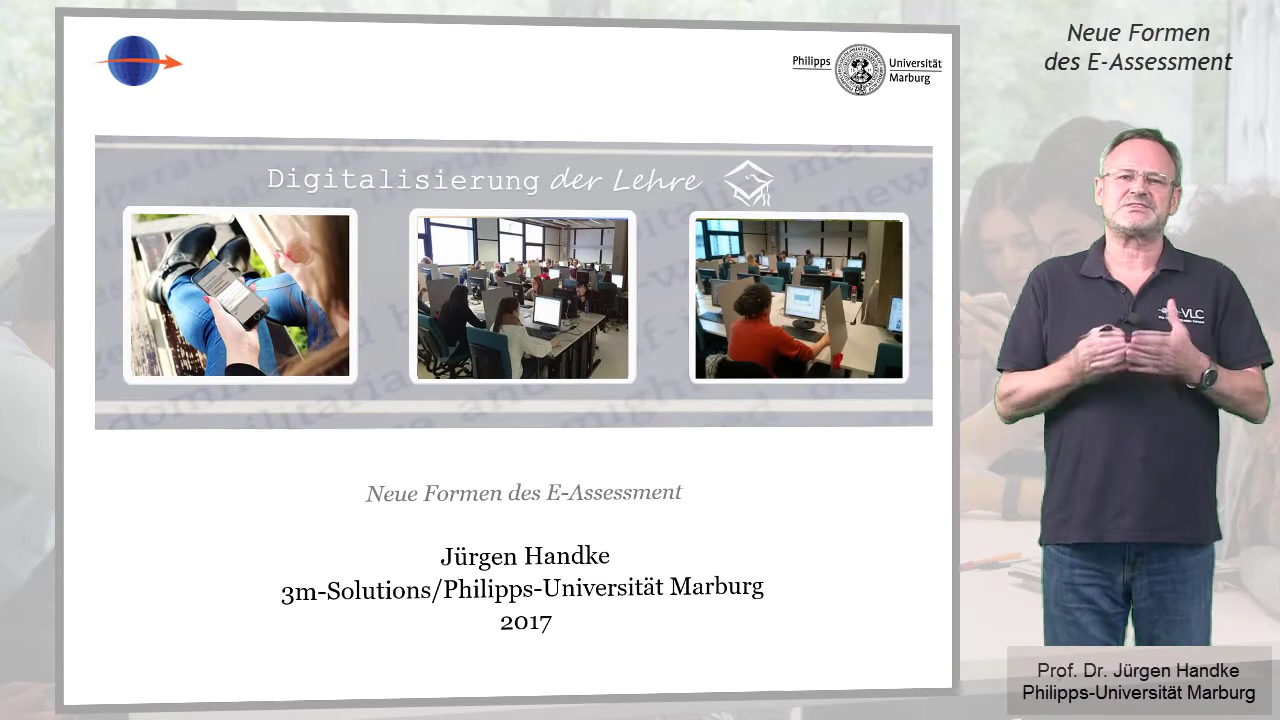 Neue Formen
des E-Assessment
Philipps
Universität
Marburg
Digitalisierung der Lehre
Neue Formen des E-Assessment
Jürgen Handke
3m-Solutions/Philipps-Universität Marburg
2017
VLC
Prof. Dr. Jürgen Handke
Philipps-Universität Marburg